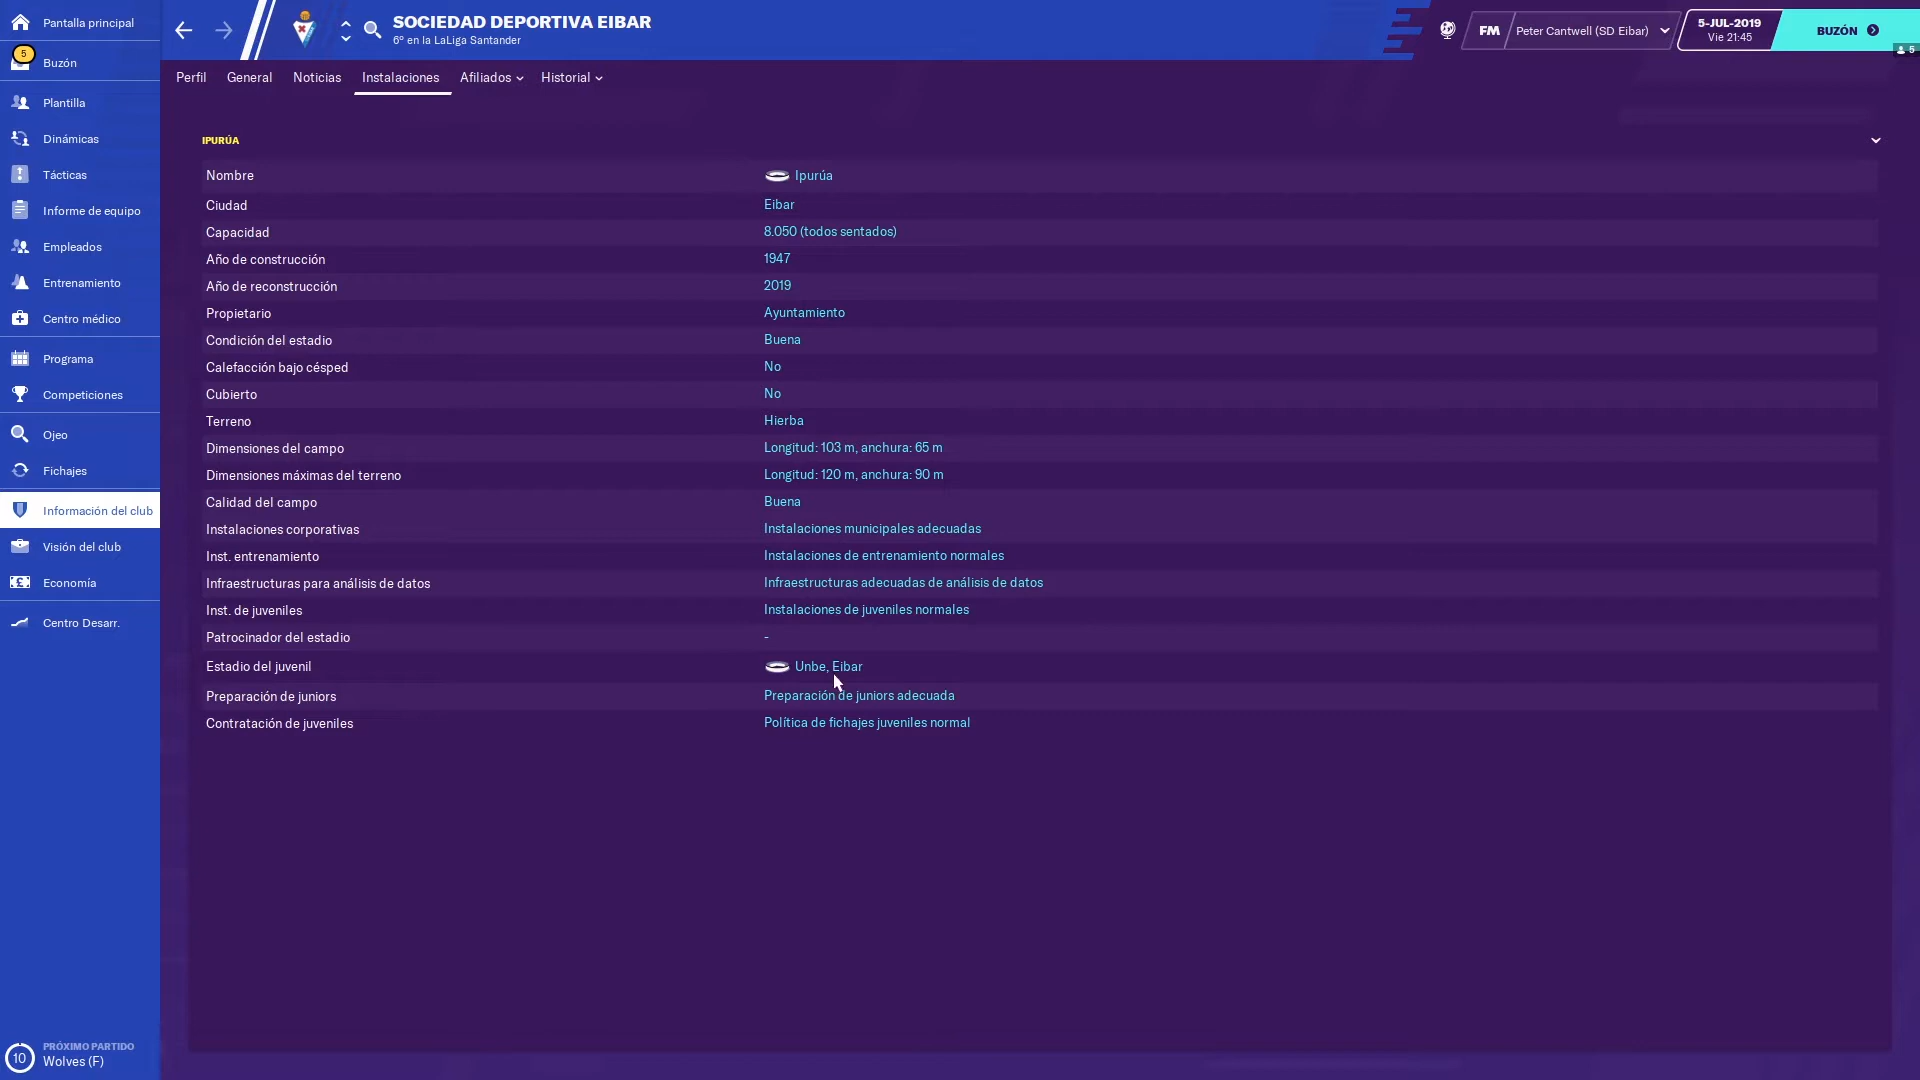 Pantalla principal
5
Buzón
Plantilla
Dinámicas
Tácticas
Informe de equipo
Empleados
Entrenamiento
Centro médico
Programa
Competiciones
Ojeo
Fichajes
Información del club
Visión del club
Economía
Centro Desarr.
10
PRÓXIMO PARTIDO
Wolves (F)
SOCIEDAD DEPORTIVA EIBAR
6º en la LaLiga Santander
FM
Peter Cantwell (SD Eibar)
5-JUL-2019
Vie 21:45
BUZÓN
5
Perfil
General
Noticias
Instalaciones
Afiliados
Historial
IPURÚA
Nombre Ipurúa
Ciudad Eibar
Capacidad 8.050 (todos sentados)
Año de construcción 1947
Año de reconstrucción 2019
Propietario Ayuntamiento
Condición del estadio Buena
Calefacción bajo césped No
Cubierto No
Terreno Hierba
Dimensiones del campo Longitud: 103 m, anchura: 65 m
Dimensiones máximas del terreno Longitud: 120 m, anchura: 90 m
Calidad del campo Buena
Instalaciones corporativas Instalaciones municipales adecuadas
Inst. entrenamiento Instalaciones de entrenamiento normales
Infraestructuras para análisis de datos Infraestructuras adecuadas de análisis de datos
Inst. de juveniles Instalaciones de juveniles normales
Patrocinador del estadio -
Estadio del juvenil Unbe, Eibar
Preparación de juniors Preparación de juniors adecuada
Contratación de juveniles Política de fichajes juveniles normal